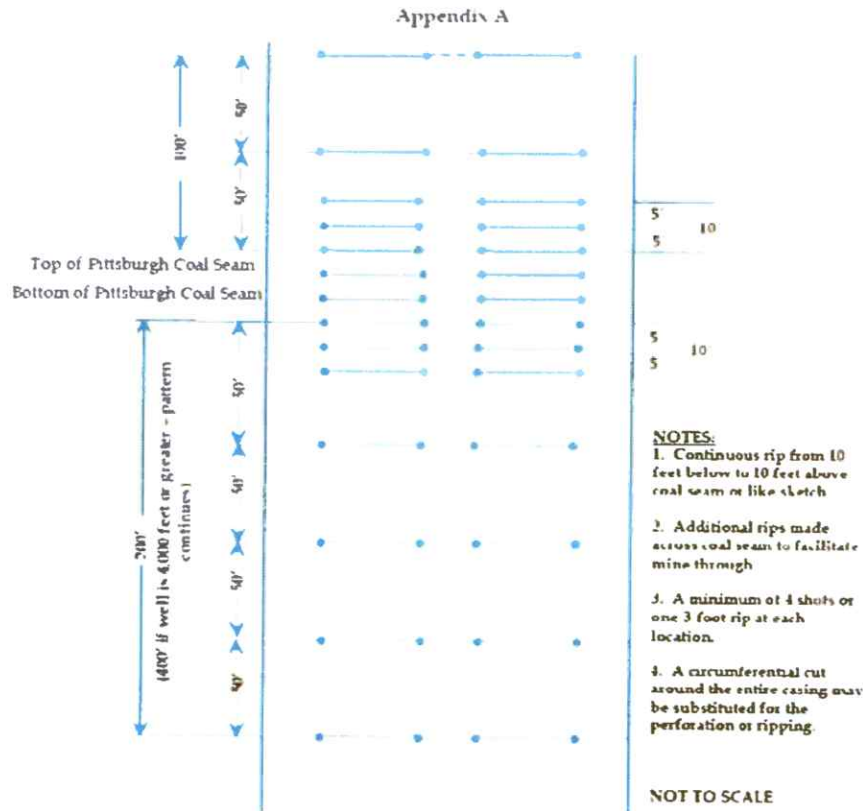 Appendix A
50'
100'
50'
5'
10
5
Top of Pittsburgh Coal Seam
Bottom of Pittsburgh Coal Seam
5
10
5
50'
50'
200'
(400' if well is 4,000 feet or greater - pattern
continues)
50'
50'
NOTES:
1. Continuous rip from 10
feet below to 10 feet above
coal seam or like sketch
2. Additional rips made
across coal seam to facilitate
mine through
3. A minimum of 4 shots or
one 3 foot rip at each
location.
4. A circumferential cut
around the entire casing may
be substituted for the
perforation or ripping.
NOT TO SCALE